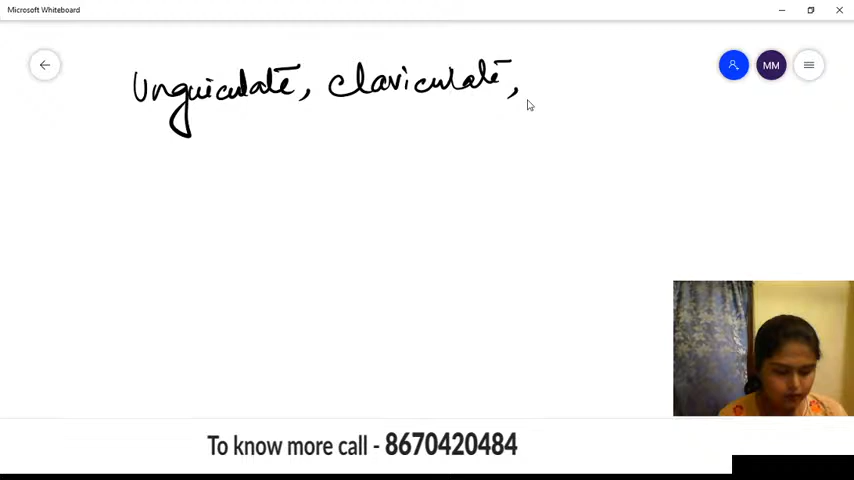 Microsoft Whiteboard
MM
Unguiculate, claviculate,
To know more call - 8670420484